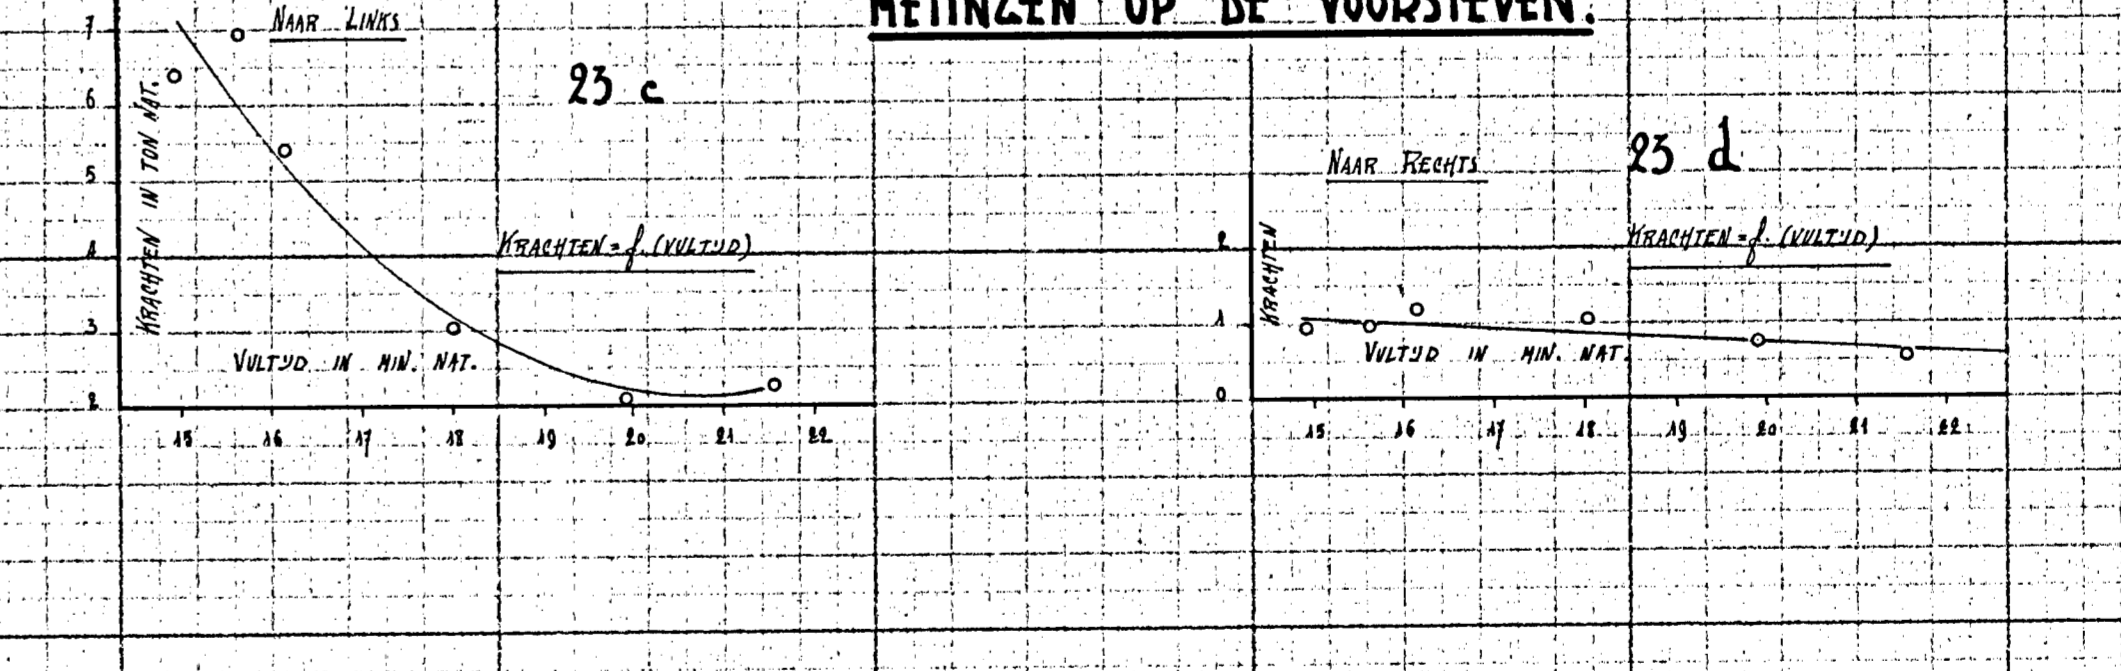 METINGEN OP DE VOORSTEVEN.
NAAR LINKS
23 c
KRACHTEN IN TON NAT.
7
6
5
4
3
2
KRACHTEN = f. (VULTIJD)
VULTIJD IN MIN. NAT.
15 16 17 18 19 20 21 22
NAAR RECHTS
23 d
KRACHTEN
2
1
0
KRACHTEN = f. (VULTIJD)
VULTIJD IN MIN. NAT.
15 16 17 18 19 20 21 22